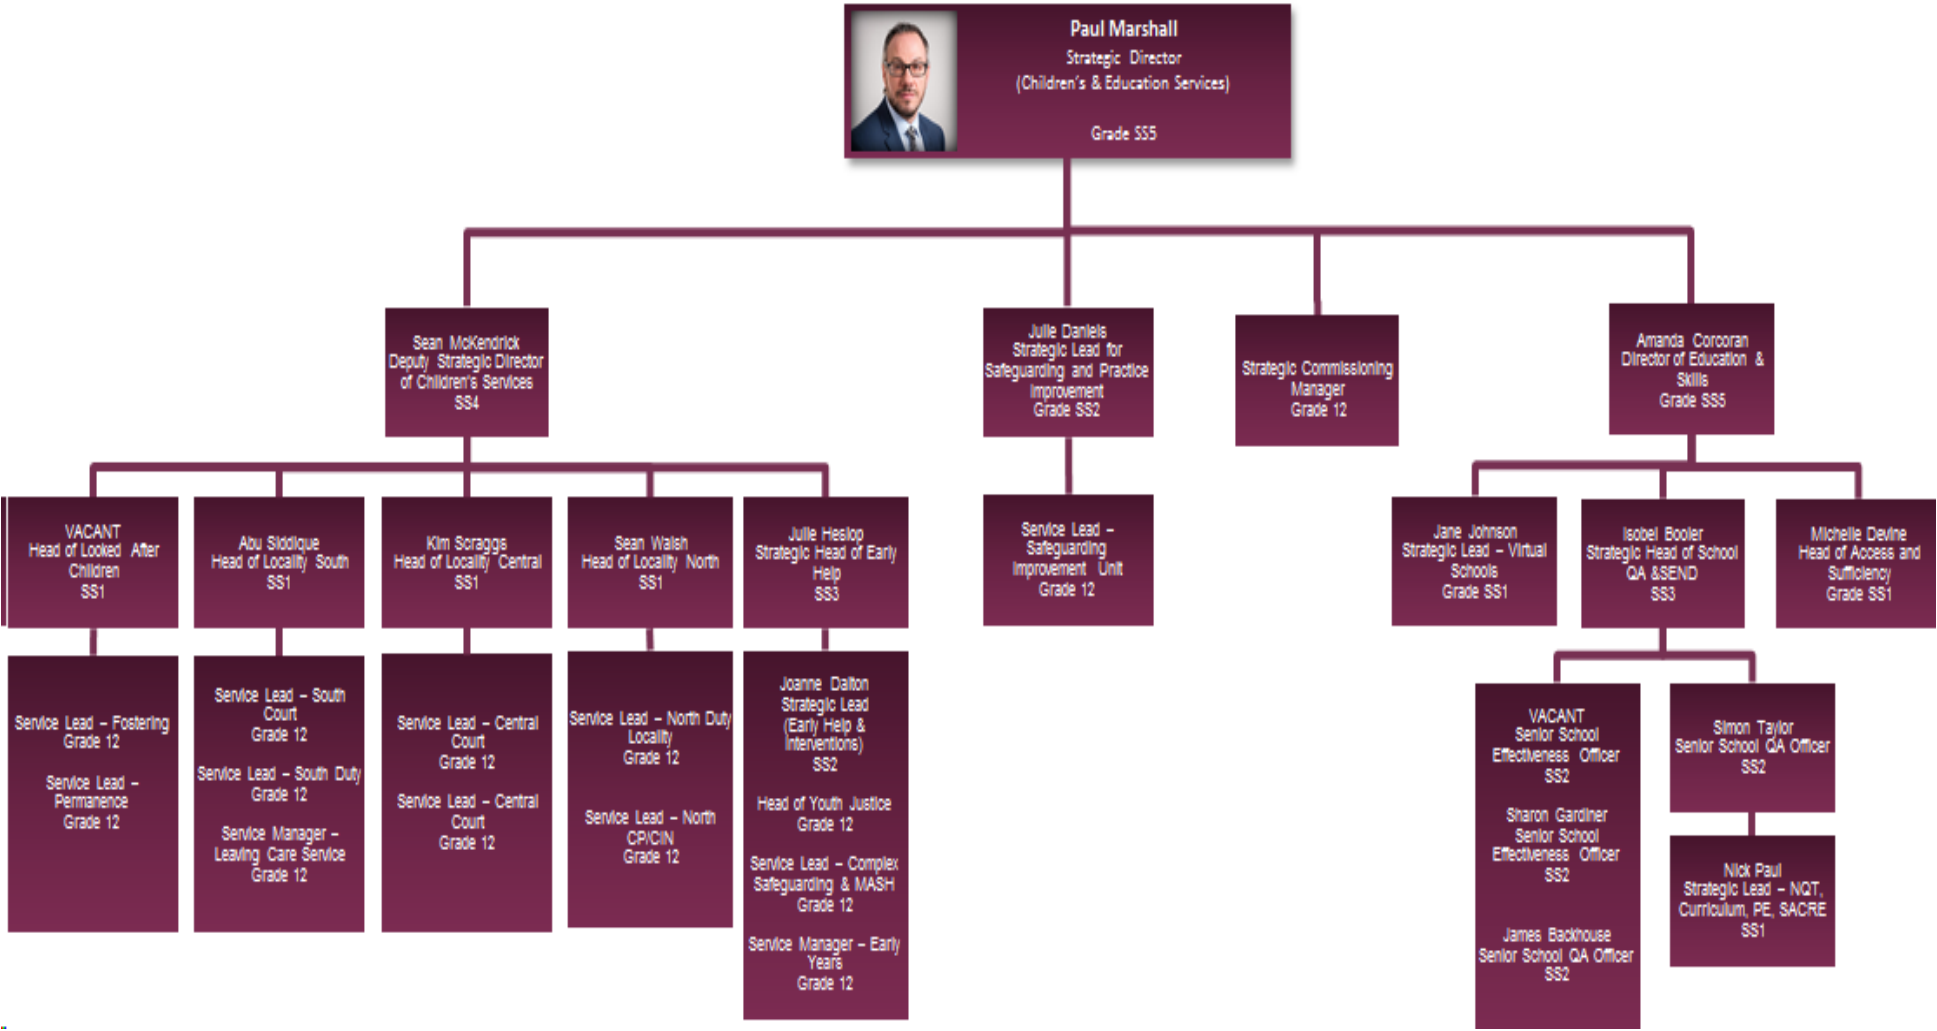 Paul Marshall
Strategic Director
(Children's & Education Services)
Grade SS5
Sean McKendrick
Deputy Strategic Director
of Children's Services
SS4
Julie Daniels
Strategic Lead for
Safeguarding and Practice
Improvement
Grade SS2
Strategic Commissioning
Manager
Grade 12
Amanda Corcoran
Director of Education &
Skills
Grade SS5
VACANT
Head of Looked After
Children
SS1
Abu Siddique
Head of Locality South
SS1
Kim Scraggs
Head of Locality Central
SS1
Sean Walsh
Head of Locality North
SS1
Julie Heslop
Strategic Head of Early
Help
SS3
Service Lead –
Safeguarding
Improvement Unit
Grade 12
Jane Johnson
Strategic Lead – Virtual
Schools
Grade SS1
Isobel Booler
Strategic Head of School
QA &SEND
SS3
Michelle Devine
Head of Access and
Sufficiency
Grade SS1
Service Lead – Fostering
Grade 12
Service Lead –
Permanence
Grade 12
Service Lead – South
Court
Grade 12
Service Lead – South Duty
Grade 12
Service Manager –
Leaving Care Service
Grade 12
Service Lead – Central
Court
Grade 12
Service Lead – Central
Court
Grade 12
Service Lead – North Duty
Locality
Grade 12
Service Lead – North
CP/CIN
Grade 12
Joanne Dalton
Strategic Lead
(Early Help &
Interventions)
SS2
Head of Youth Justice
Grade 12
Service Lead – Complex
Safeguarding & MASH
Grade 12
Service Manager – Early
Years
Grade 12
VACANT
Senior School
Effectiveness Officer
SS2
Sharon Gardiner
Senior School
Effectiveness Officer
SS2
James Backhouse
Senior School QA Officer
SS2
Simon Taylor
Senior School QA Officer
SS2
Nick Paul
Strategic Lead – NQT,
Curriculum, PE, SACRE
SS1